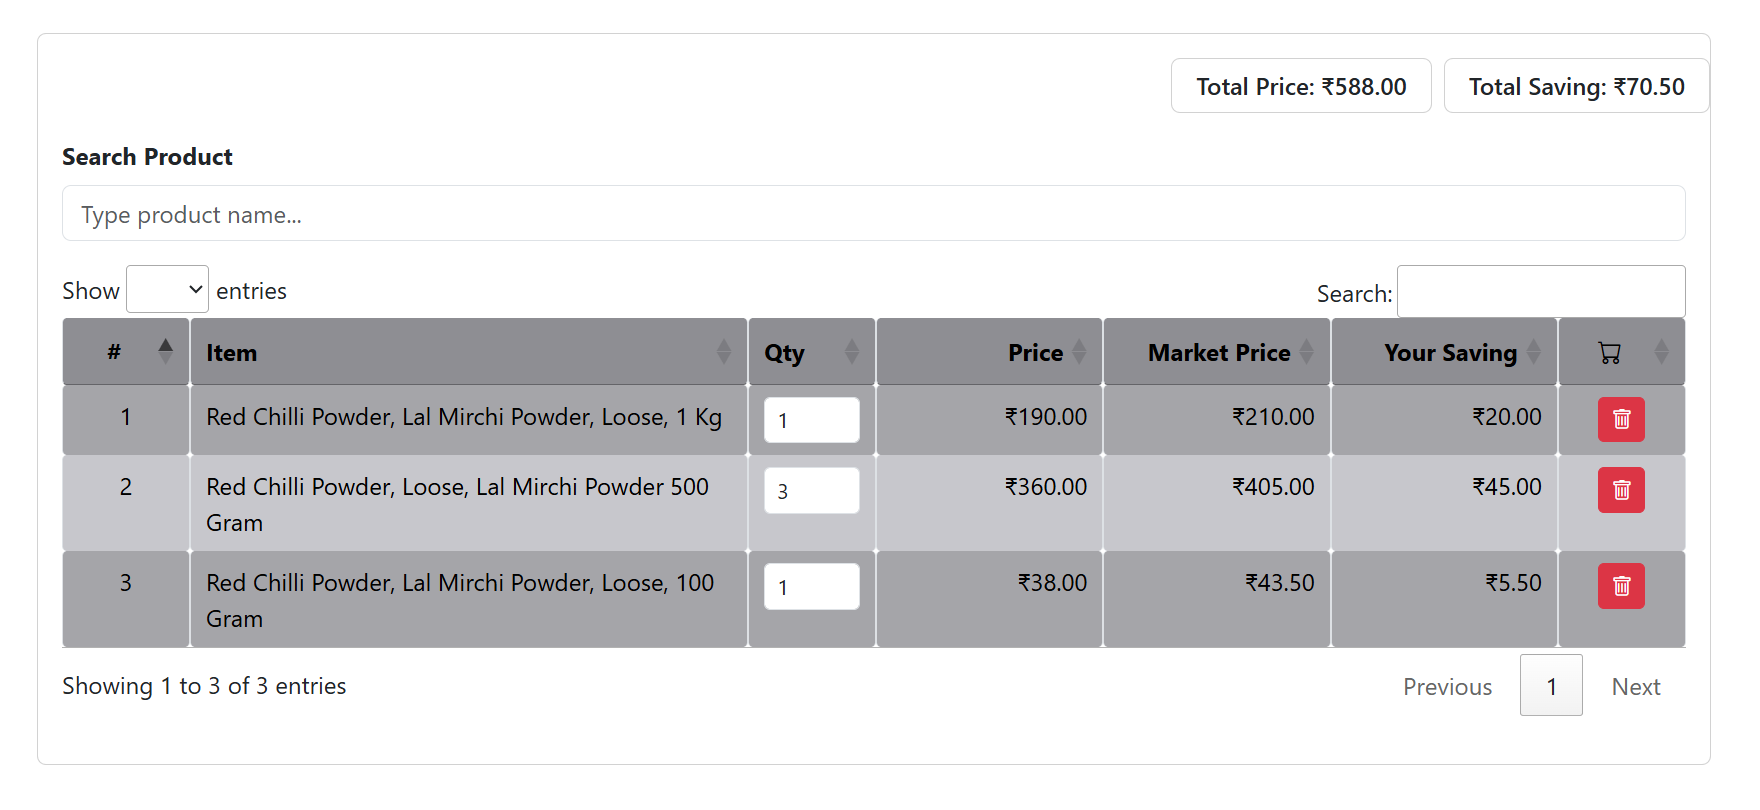 Total Price: ₹588.00 Total Saving: ₹70.50
Search Product
Type product name...
Show entries Search:
# Item Qty Price Market Price Your Saving
1 Red Chilli Powder, Lal Mirchi Powder, Loose, 1 Kg 1 ₹190.00 ₹210.00 ₹20.00
2 Red Chilli Powder, Loose, Lal Mirchi Powder 500 3 ₹360.00 ₹405.00 ₹45.00
Gram
3 Red Chilli Powder, Lal Mirchi Powder, Loose, 100 1 ₹38.00 ₹43.50 ₹5.50
Gram
Showing 1 to 3 of 3 entries Previous 1 Next